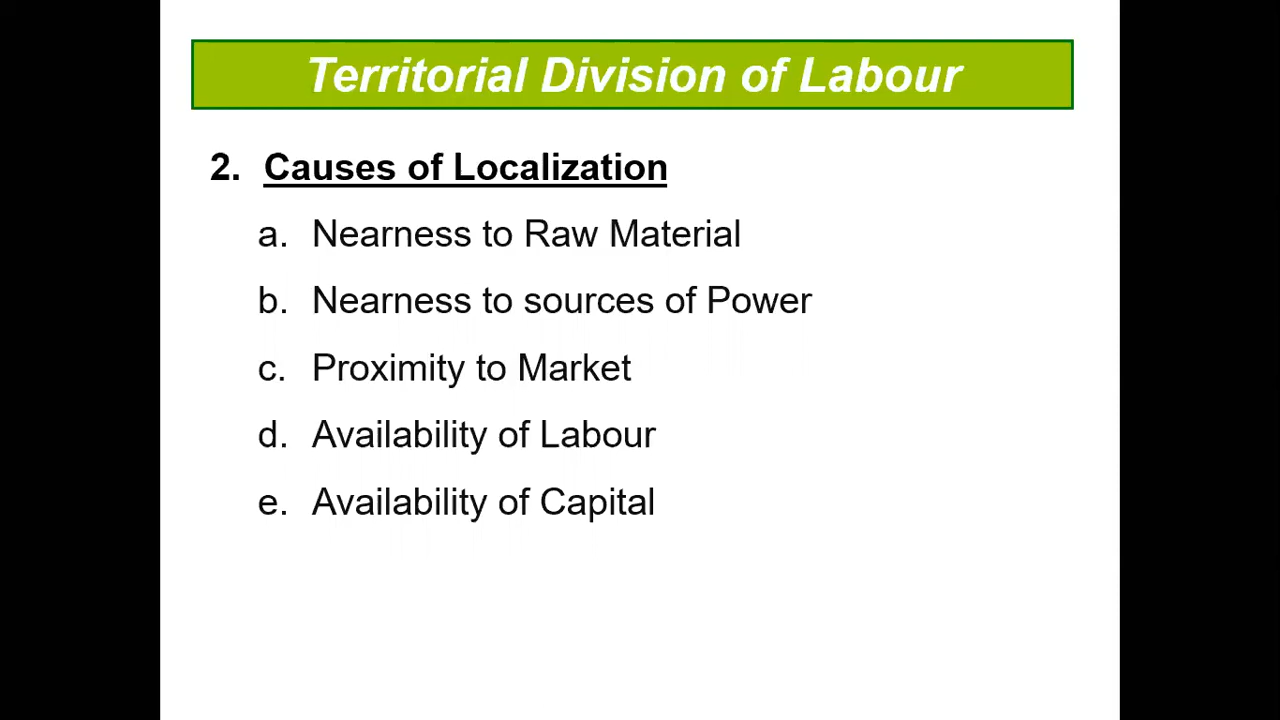 Territorial Division of Labour
2. Causes of Localization
a. Nearness to Raw Material
b. Nearness to sources of Power
c. Proximity to Market
d. Availability of Labour
e. Availability of Capital